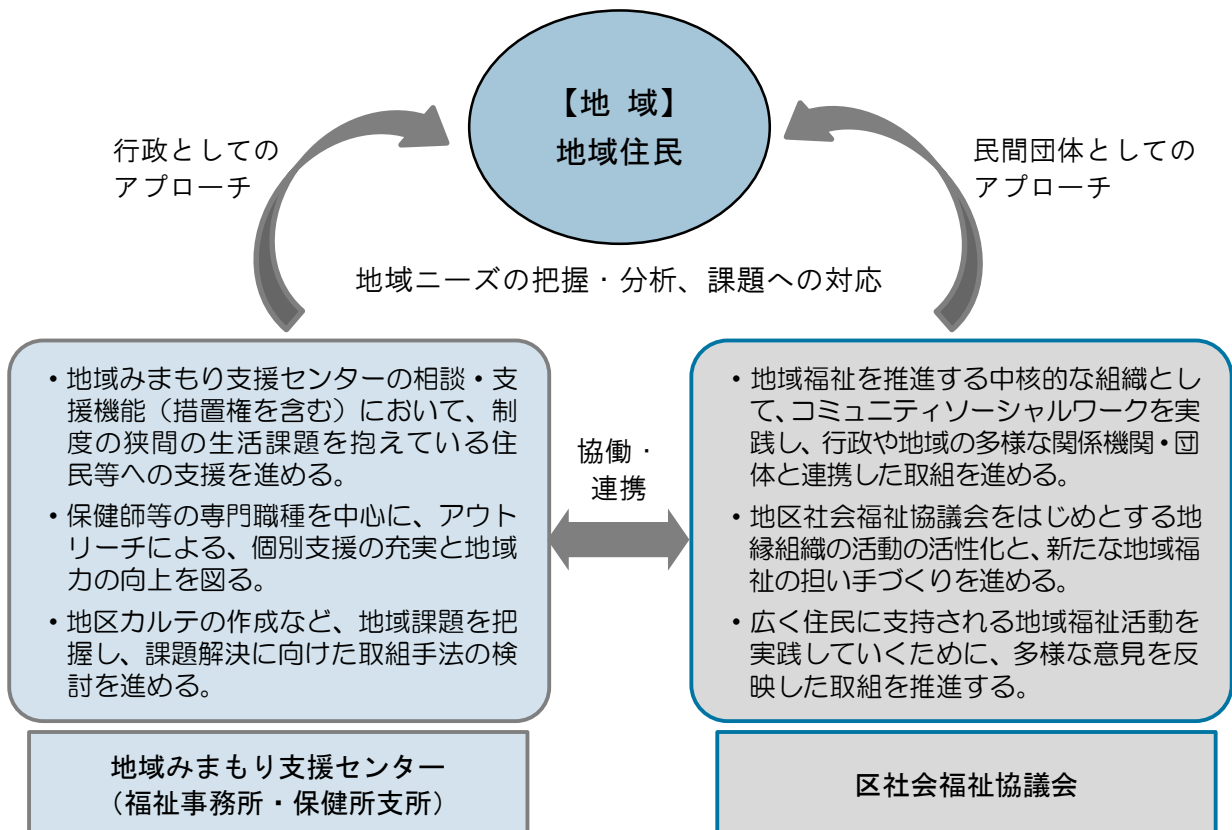 【地 域】
地域住民
行政としての
アプローチ
民間団体としての
アプローチ
地域ニーズの把握・分析、課題への対応
・地域みまもり支援センターの相談・支
援機能（措置権を含む）において、制
度の狭間の生活課題を抱えている住
民等への支援を進める。
・保健師等の専門職種を中心に、アウト
リーチによる、個別支援の充実と地域
力の向上を図る。
・地区カルテの作成など、地域課題を把
握し、課題解決に向けた取組手法の検
討を進める。
協働・
連携
・地域福祉を推進する中核的な組織とし
て、コミュニティソーシャルワークを実
践し、行政や地域の多様な関係機関・団
体と連携した取組を進める。
・地区社会福祉協議会をはじめとする地
縁組織の活動の活性化と、新たな地域福
祉の担い手づくりを進める。
・広く住民に支持される地域福祉活動を
実践していくために、多様な意見を反
映した取組を推進する。
地域みまもり支援センター
（福祉事務所・保健所支所）
区社会福祉協議会